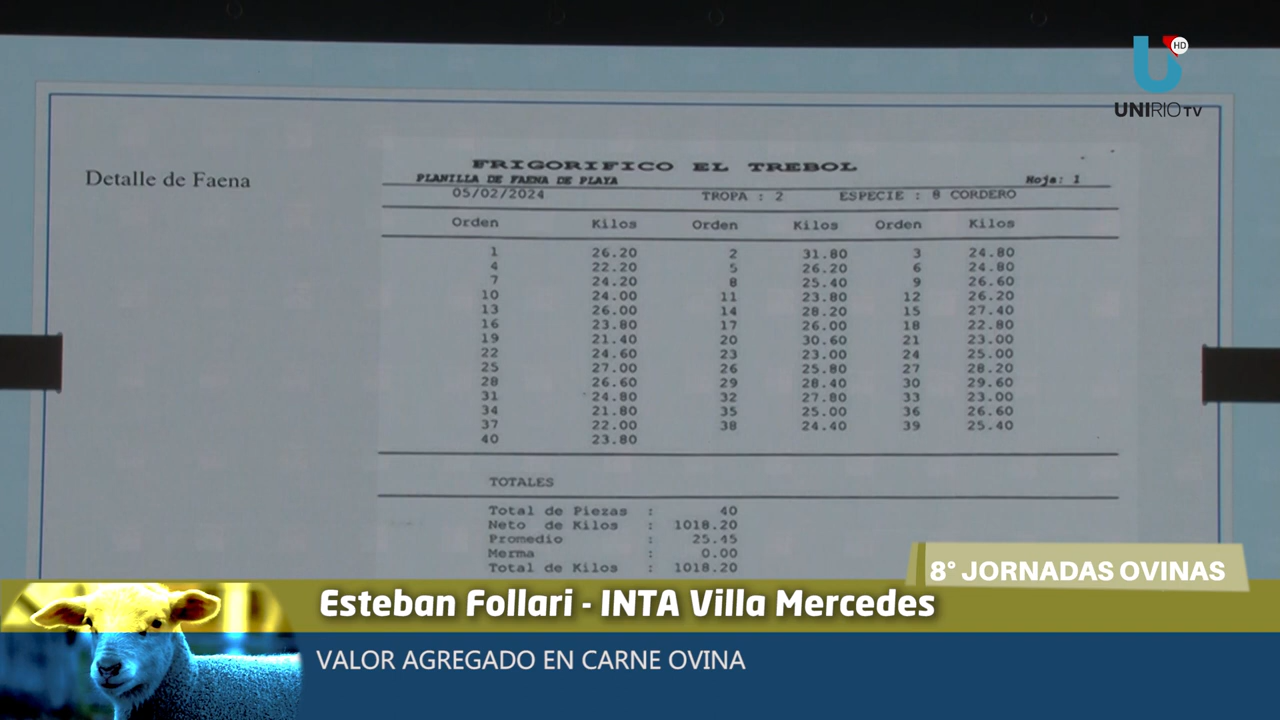 HD
UNIRIO TV
Detalle de Faena
FRIGORIFICO EL TREBOL
PLANILLA DE FAENA DE PLAYA Hoja: 1
05/02/2024 TROPA : 2 ESPECIE : 8 CORDERO
Orden Kilos Orden Kilos Orden Kilos
1 26.20 2 31.80 3 24.80
4 22.20 5 26.20 6 24.80
7 24.20 8 25.40 9 26.60
10 24.00 11 23.80 12 26.20
13 26.00 14 28.20 15 27.40
16 23.80 17 26.00 18 22.80
19 21.40 20 30.60 21 23.00
22 24.60 23 23.00 24 25.00
25 27.00 26 25.80 27 28.20
28 26.60 29 28.40 30 29.60
31 24.80 32 27.80 33 23.00
34 21.80 35 25.00 36 26.60
37 22.00 38 24.40 39 25.40
40 23.80
TOTALES
Total de Piezas : 40
Neto de Kilos : 1018.20
Promedio : 25.45
Merma : 0.00
Total de Kilos : 1018.20
8° JORNADAS OVINAS
Esteban Follari - INTA Villa Mercedes
VALOR AGREGADO EN CARNE OVINA